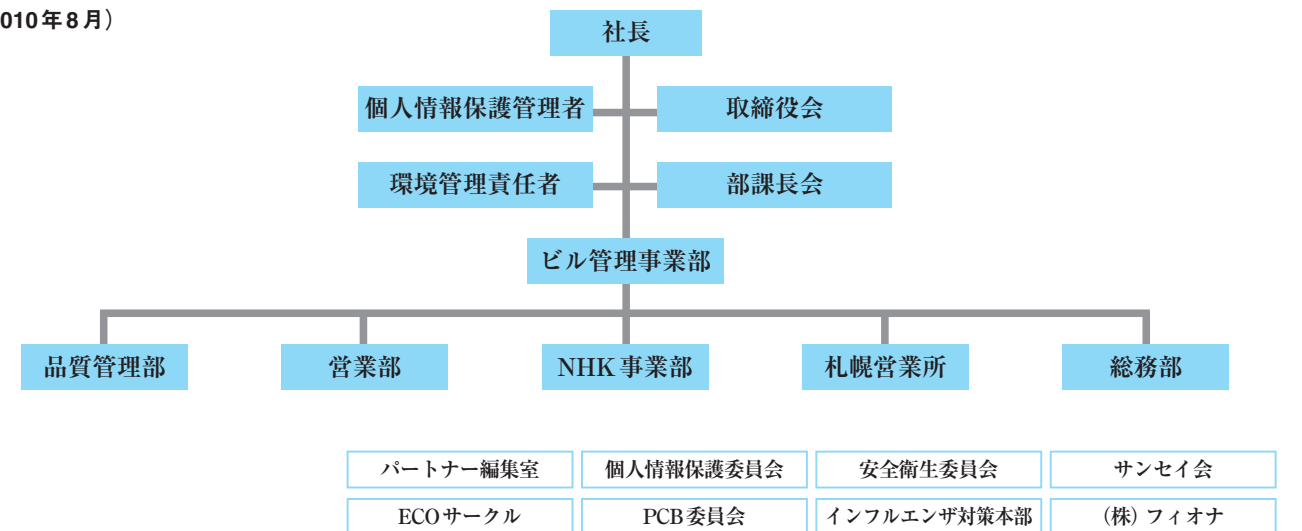 010年8月）
社長
個人情報保護管理者 取締役会
環境管理責任者 部課長会
ビル管理事業部
品質管理部 営業部 NHK事業部 札幌営業所 総務部
パートナー編集室 個人情報保護委員会 安全衛生委員会 サンセイ会
ECOサークル PCB委員会 インフルエンザ対策本部 （株）フィオナ